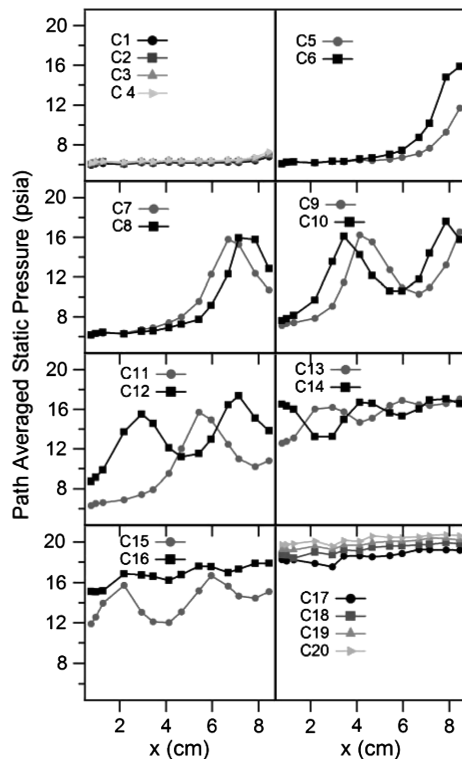 20
16
12
8
C1
C2
C3
C 4
C5
C6
20
16
12
8
C7
C8
C9
C10
20
16
12
8
C11
C12
C13
C14
20
16
12
8
C15
C16
C17
C18
C19
C20
Path Averaged Static Pressure (psia)
2 4 6 8
2 4 6 8
x (cm)
x (cm)